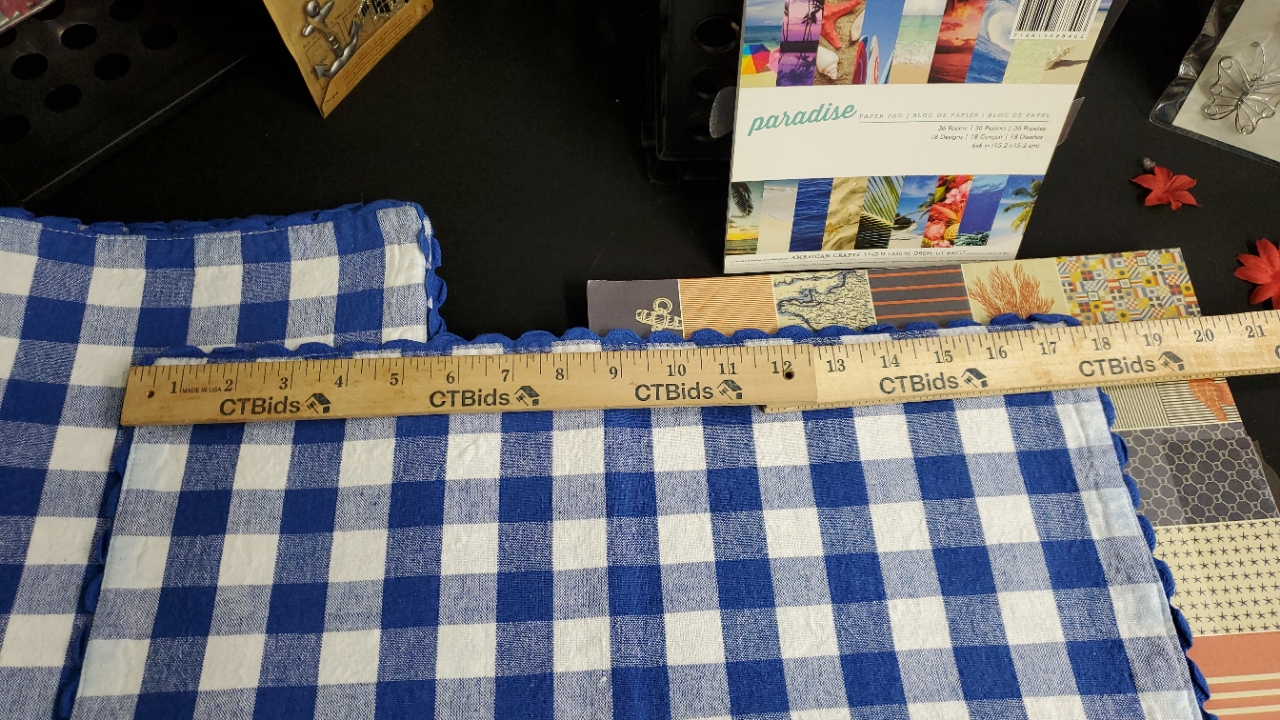 paradise PAPER PAD | BLOC DE PAPIER | BLOC DE PAPEL
36 Papers | 36 Papiers | 36 Papeles
18 Designs | 18 Conçoit | 18 Diseños
6x6 in (15.2 x 15.2 cm)
AMERICAN CRAFTS
1 MADE IN USA 2 3 4 5 6 7 8 9 10 11 12 13 14 15 16 17 18 19 20 21
CTBids CTBids CTBids CTBids CTBids